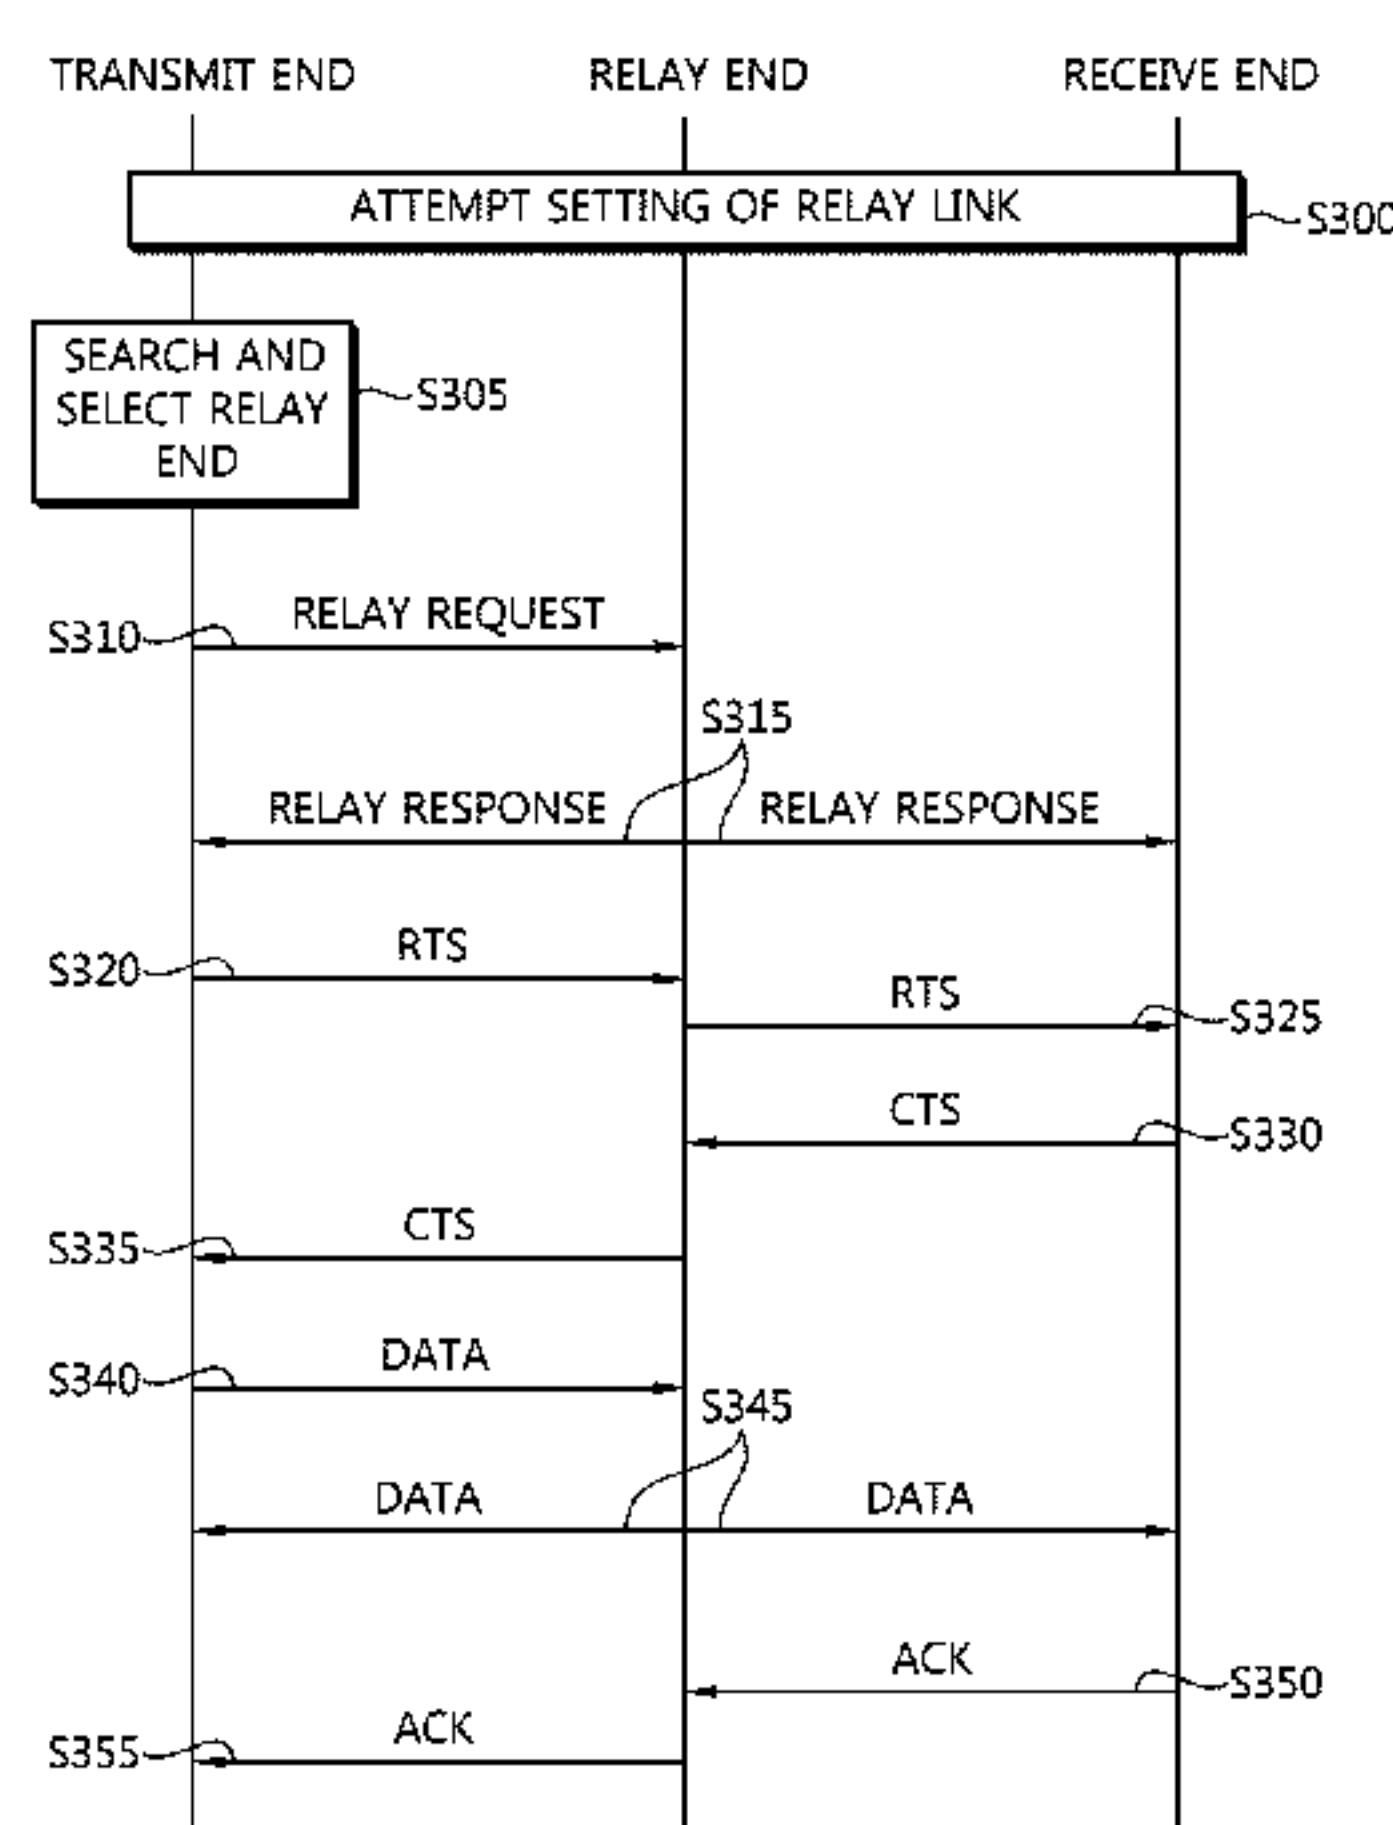 TRANSMIT END RELAY END RECEIVE END
ATTEMPT SETTING OF RELAY LINK S300
SEARCH AND
SELECT RELAY
END
S305
RELAY REQUEST
S310
S315
RELAY RESPONSE RELAY RESPONSE
RTS
S320
RTS
S325
CTS
S330
CTS
S335
DATA
S340
S345
DATA DATA
ACK
S350
ACK
S355